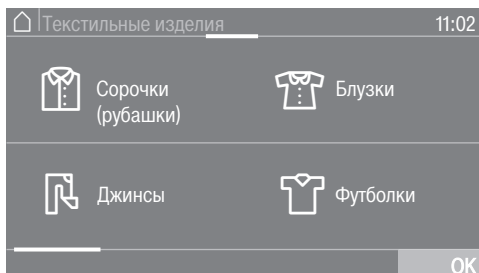 Текстильные изделия
11:02
Сорочки
(рубашки)
Блузки
Джинсы
Футболки
OK